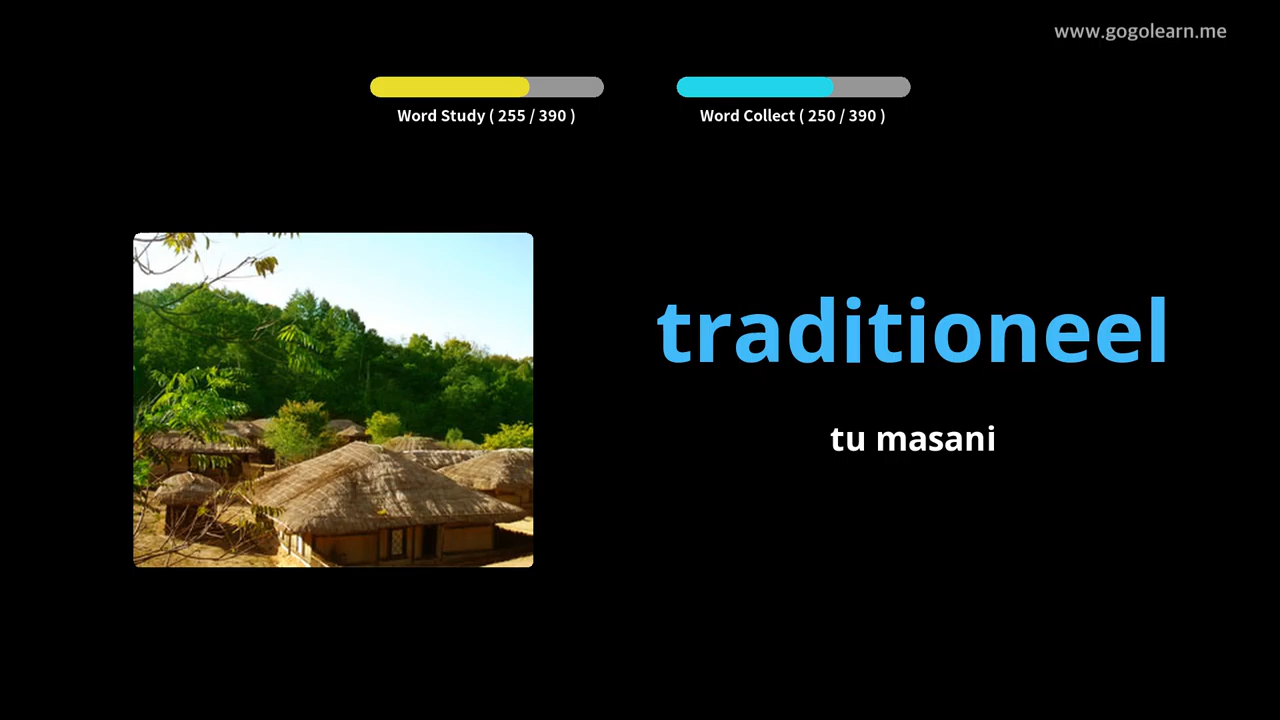 www.gogolearn.me
Word Study ( 255 / 390 )
Word Collect ( 250 / 390 )
traditioneel
tu masani